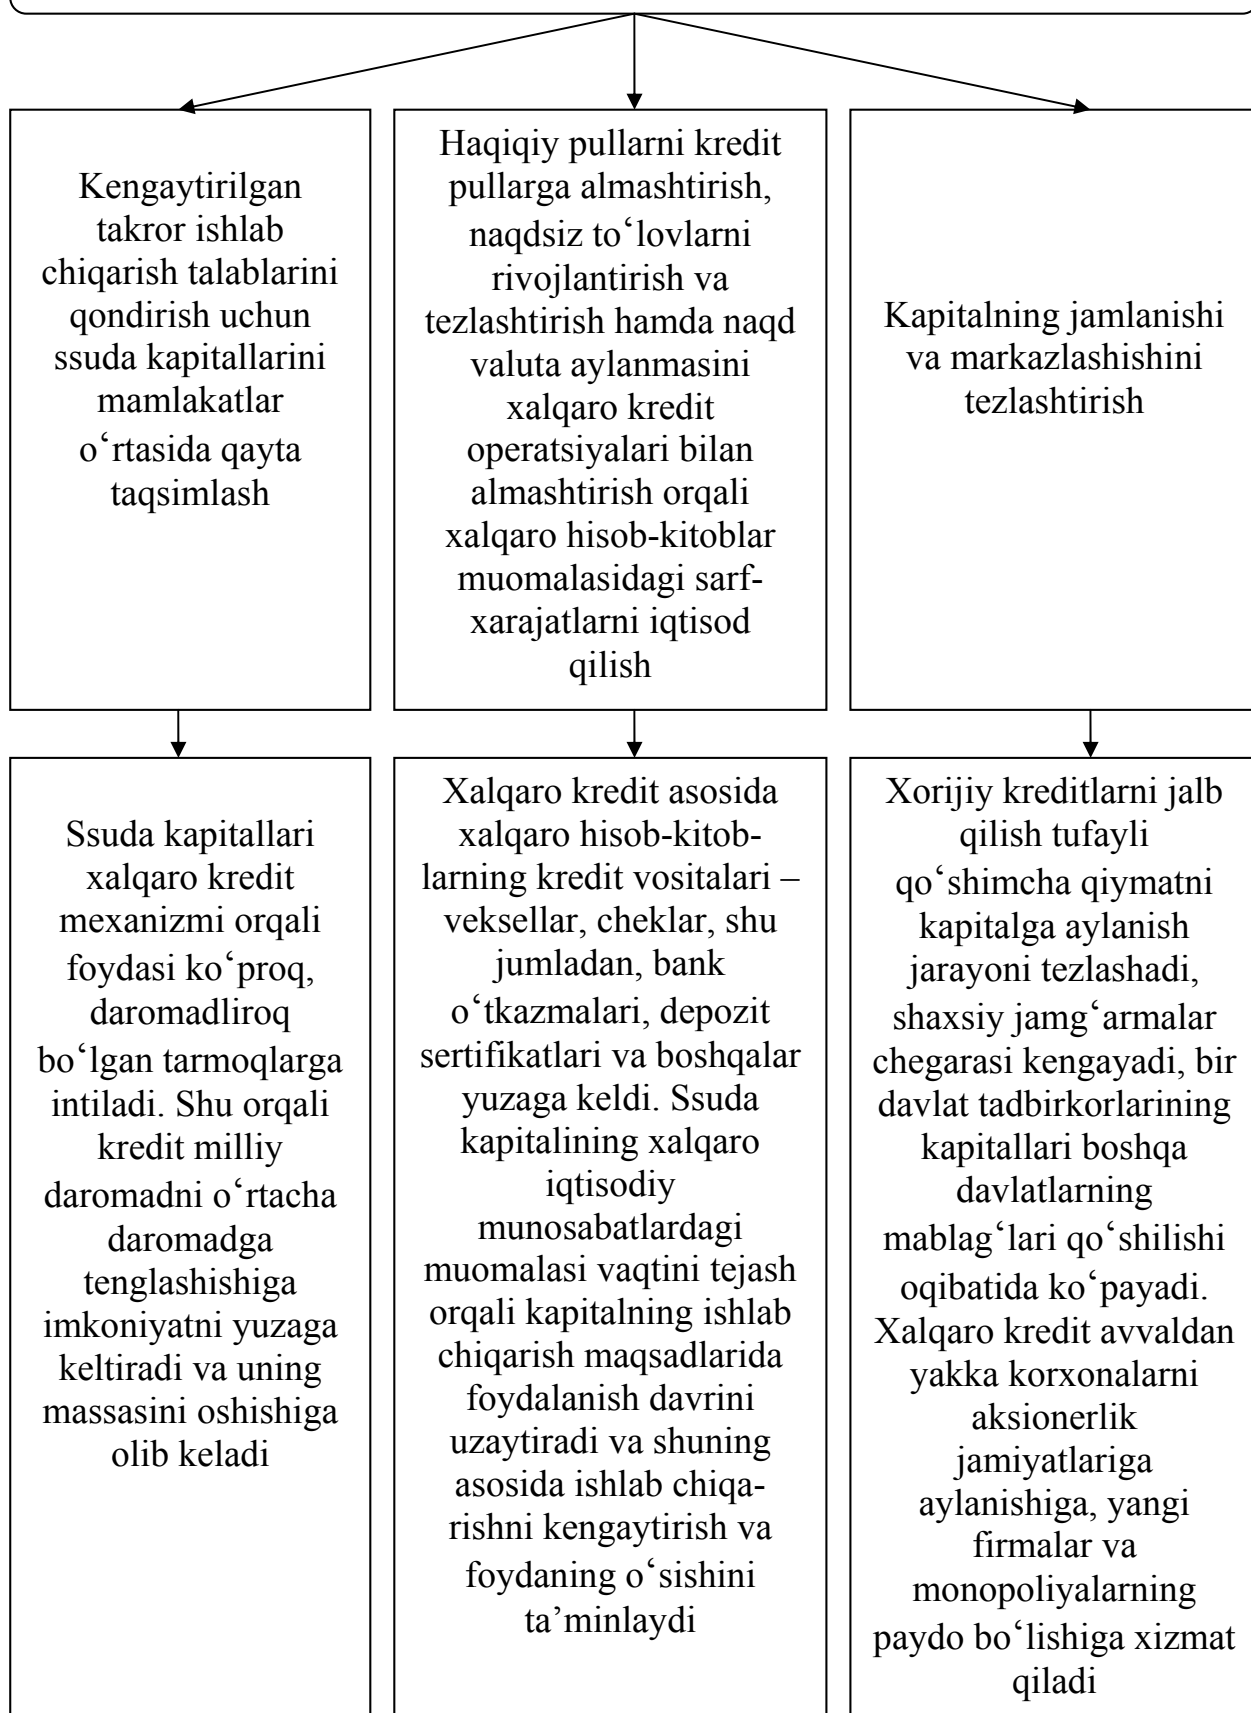 Kengaytirilgan
takror ishlab
chiqarish talablarini
qondirish uchun
ssuda kapitallarini
mamlakatlar
o‘rtasida qayta
taqsimlash
Haqiqiy pullarni kredit
pullarga almashtirish,
naqdsiz to‘lovlarni
rivojlantirish va
tezlashtirish hamda naqd
valuta aylanmasini
xalqaro kredit
operatsiyalari bilan
almashtirish orqali
xalqaro hisob-kitoblar
muomalasidagi sarf-
xarajatlarni iqtisod
qilish
Kapitalning jamlanishi
va markazlashishini
tezlashtirish
Ssuda kapitallari
xalqaro kredit
mexanizmi orqali
foydasi ko‘proq,
daromadliroq
bo‘lgan tarmoqlarga
intiladi. Shu orqali
kredit milliy
daromadni o‘rtacha
daromadga
tenglashishiga
imkoniyatni yuzaga
keltiradi va uning
massasini oshishiga
olib keladi
Xalqaro kredit asosida
xalqaro hisob-kitob-
larning kredit vositalari –
veksellar, cheklar, shu
jumladan, bank
o‘tkazmalari, depozit
sertifikatlari va boshqalar
yuzaga keldi. Ssuda
kapitalining xalqaro
iqtisodiy
munosabatlardagi
muomalasi vaqtini tejash
orqali kapitalning ishlab
chiqarish maqsadlarida
foydalanish davrini
uzaytiradi va shuning
asosida ishlab chiqa-
rishni kengaytirish va
foydaning o‘sishini
ta’minlaydi
Xorijiy kreditlarni jalb
qilish tufayli
qo‘shimcha qiymatni
kapitalga aylanish
jarayoni tezlashadi,
shaxsiy jamg‘armalar
chegarasi kengayadi, bir
davlat tadbirkorlarining
kapitallari boshqa
davlatlarning
mablag‘lari qo‘shilishi
oqibatida ko‘payadi.
Xalqaro kredit avvaldan
yakka korxonalarni
aksionerlik
jamiyatlariga
aylanishiga, yangi
firmalar va
monopoliyalarning
paydo bo‘lishiga xizmat
qiladi